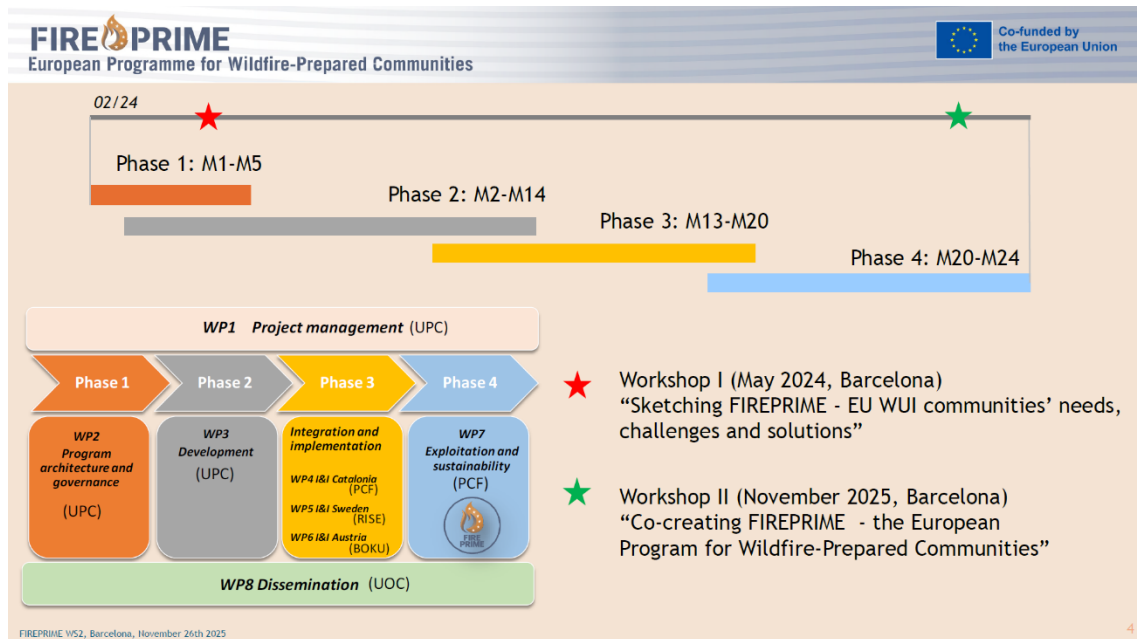 FIRE PRIME
European Programme for Wildfire-Prepared Communities
Co-funded by
the European Union
02/24
Phase 1: M1-M5
Phase 2: M2-M14
Phase 3: M13-M20
Phase 4: M20-M24
WP1 Project management (UPC)
Phase 1
Phase 2
Phase 3
Phase 4
WP2
Program
architecture and
governance
(UPC)
WP3
Development
(UPC)
Integration and
implementation
WP4 I&I Catalonia
(PCF)
WP5 I&I Sweden
(RISE)
WP6 I&I Austria
(BOKU)
WP7
Exploitation and
sustainability
(PCF)
FIRE
PRIME
WP8 Dissemination (UOC)
Workshop I (May 2024, Barcelona)
“Sketching FIREPRIME - EU WUI communities’ needs,
challenges and solutions”
Workshop II (November 2025, Barcelona)
“Co-creating FIREPRIME - the European
Program for Wildfire-Prepared Communities”
FIREPRIME WS2, Barcelona, November 26th 2025
4